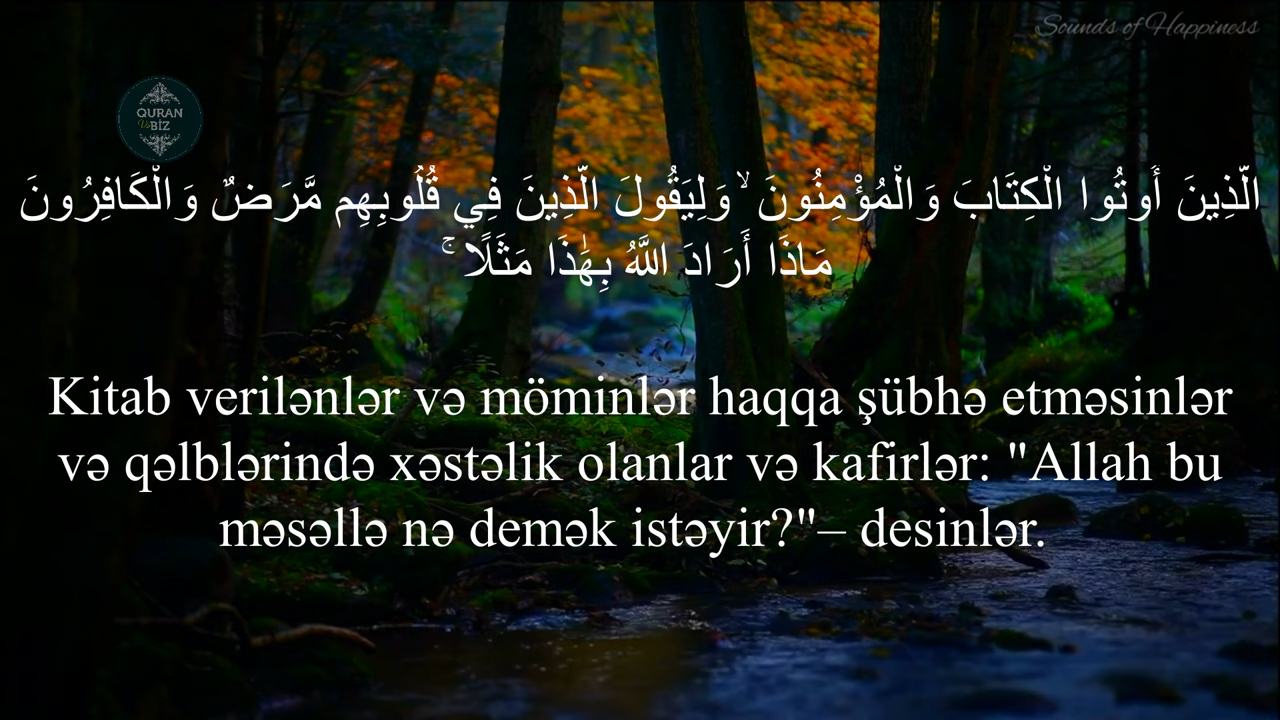 Sounds of Happiness
QURAN
Və
BİZ
الَّذِينَ أُوتُوا الْكِتَابَ وَالْمُؤْمِنُونَ ۙ وَلِيَقُولَ الَّذِينَ فِي قُلُوبِهِم مَّرَضٌ وَالْكَافِرُونَ
مَاذَا أَرَادَ اللَّهُ بِهَٰذَا مَثَلًا ۚ
Kitab verilənlər və möminlər haqqa şübhə etməsinlər
və qəlblərində xəstəlik olanlar və kafirlər: "Allah bu
məsəllə nə demək istəyir?"– desinlər.